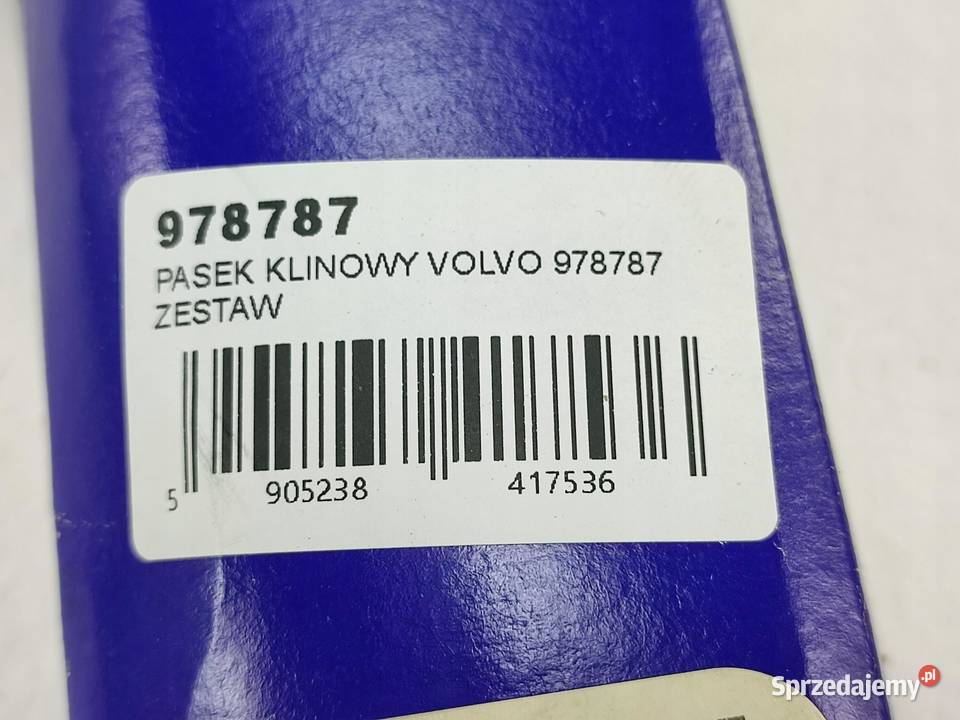 978787
PASEK KLINOWY VOLVO 978787
ZESTAW
5 905238 417536
Sprzedajemy.pl